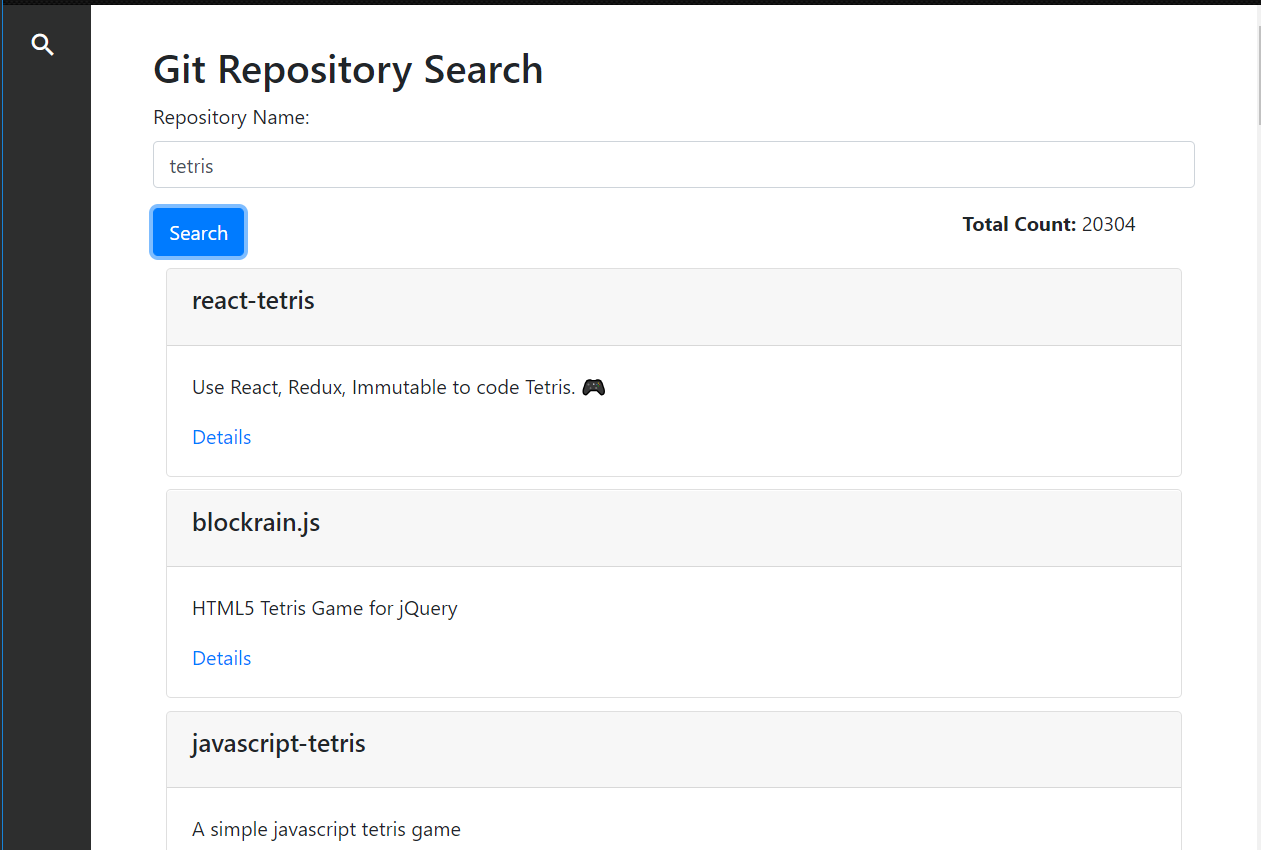 Git Repository Search
Repository Name:
tetris
Search
Total Count: 20304
react-tetris
Use React, Redux, Immutable to code Tetris. 🎮
Details
blockrain.js
HTML5 Tetris Game for jQuery
Details
javascript-tetris
A simple javascript tetris game